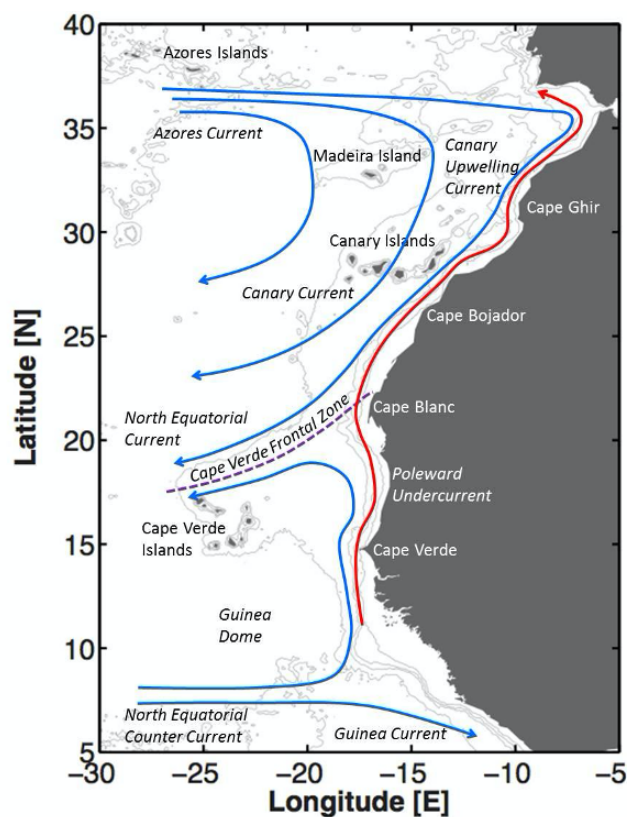 40
Azores Islands
35
Azores Current
Madeira Island
Canary
Upwelling
Current
Cape Ghir
30
Canary Islands
Canary Current
Cape Bojador
25
Latitude [N]
North Equatorial
Current
Cape Verde Frontal Zone
Cape Blanc
20
Poleward
Undercurrent
Cape Verde
Islands
15
Cape Verde
Guinea
Dome
10
North Equatorial
Counter Current
Guinea Current
5
−30
−25
−20
−15
−10
−5
Longitude [E]